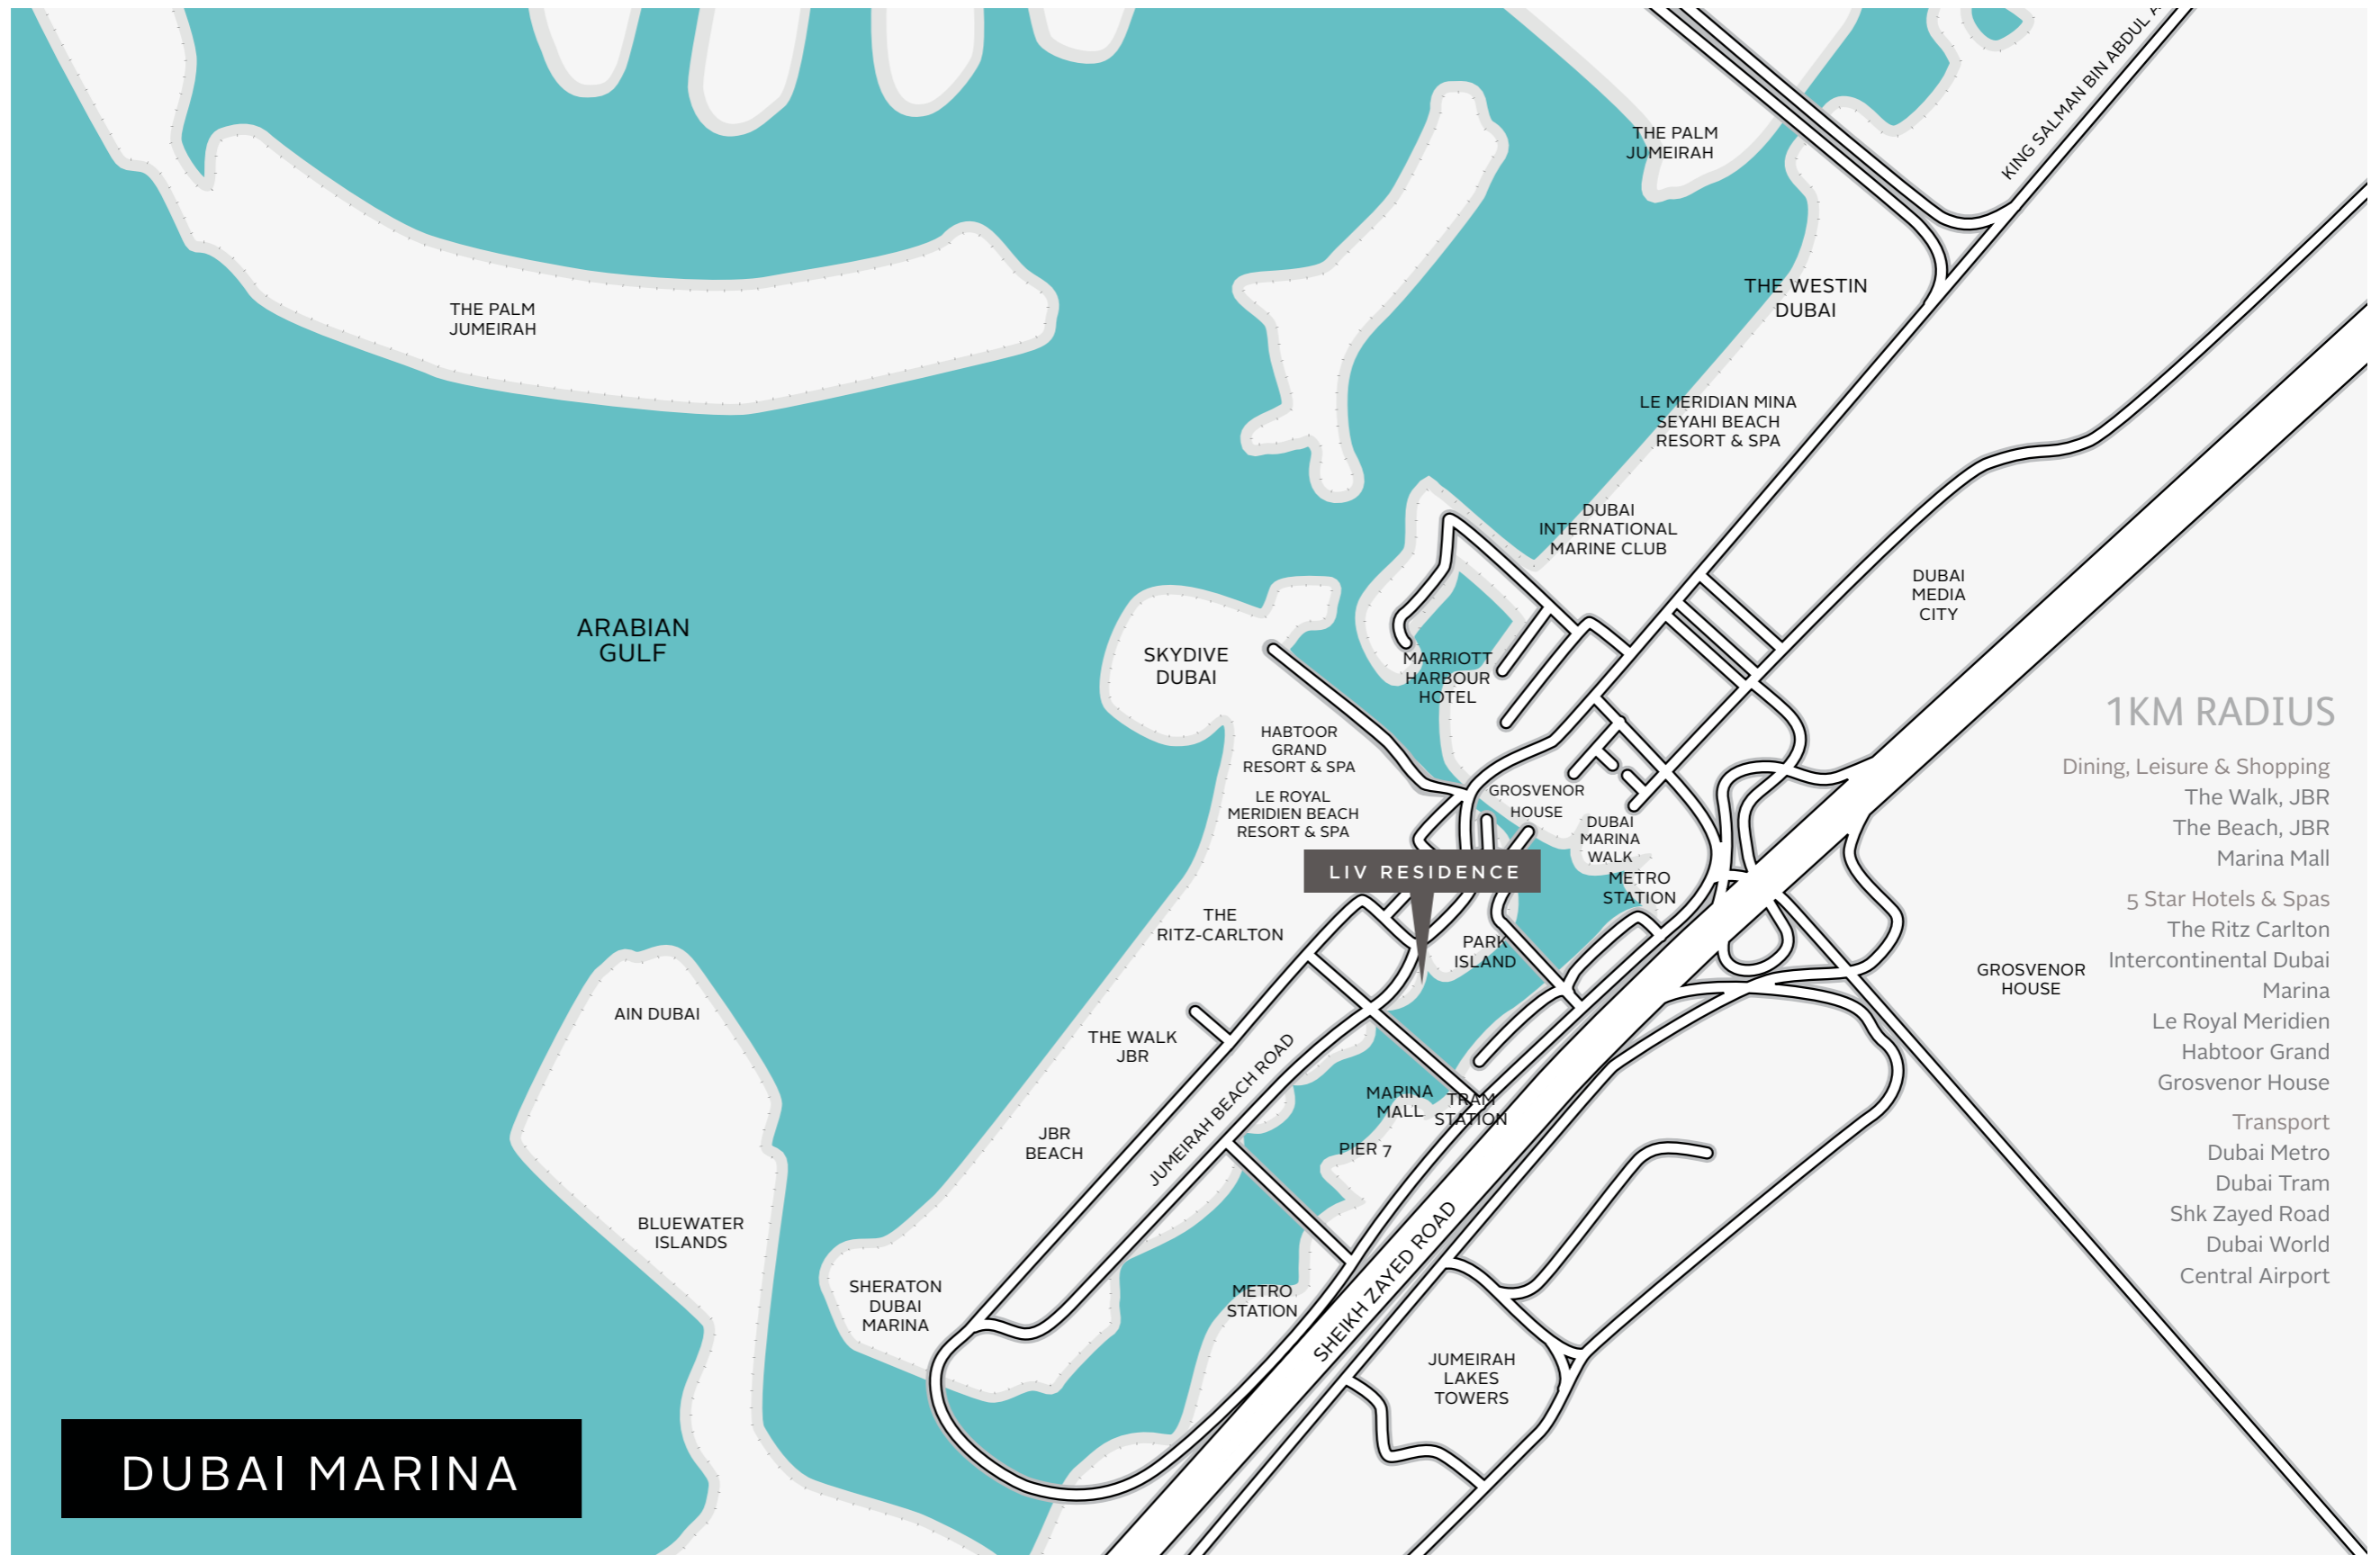 KING SALMAN BIN ABDUL A
THE PALM
JUMEIRAH
THE WESTIN
DUBAI
THE PALM
JUMEIRAH
LE MERIDIAN MINA
SEYAHI BEACH
RESORT & SPA
DUBAI
INTERNATIONAL
MARINE CLUB
DUBAI
MEDIA
CITY
ARABIAN
GULF
SKYDIVE
DUBAI
MARRIOTT
HARBOUR
HOTEL
HABTOOR
GRAND
RESORT & SPA
LE ROYAL
MERIDIEN BEACH
RESORT & SPA
GROSVENOR
HOUSE
DUBAI
MARINA
WALK
LIV RESIDENCE
METRO
STATION
THE
RITZ-CARLTON
PARK
ISLAND
GROSVENOR
HOUSE
AIN DUBAI
THE WALK
JBR
JUMEIRAH BEACH ROAD
MARINA
MALL
TRAM
STATION
JBR
BEACH
PIER 7
BLUEWATER
ISLANDS
SHERATON
DUBAI
MARINA
METRO
STATION
SHEIKH ZAYED ROAD
JUMEIRAH
LAKES
TOWERS
1KM RADIUS
Dining, Leisure & Shopping
The Walk, JBR
The Beach, JBR
Marina Mall
5 Star Hotels & Spas
The Ritz Carlton
Intercontinental Dubai
Marina
Le Royal Meridien
Habtoor Grand
Grosvenor House
Transport
Dubai Metro
Dubai Tram
Shk Zayed Road
Dubai World
Central Airport
DUBAI MARINA